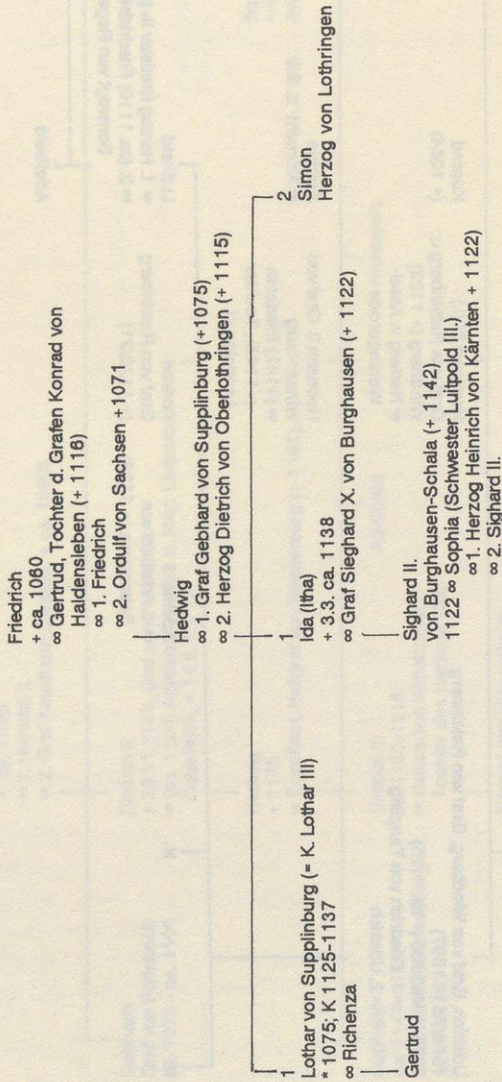 Friedrich
+ ca. 1060
∞ Gertrud, Tochter d. Grafen Konrad von
Haldensleben (+ 1116)
∞ 1. Friedrich
∞ 2. Ordulf von Sachsen +1071
Hedwig
∞ 1. Graf Gebhard von Supplinburg (+1075)
∞ 2. Herzog Dietrich von Oberlothringen (+ 1115)
1
Lothar von Supplinburg (= K. Lothar III)
* 1075; K 1125-1137
∞ Richenza
Gertrud
1
Ida (Itha)
+ 3.3. ca. 1138
∞ Graf Sieghard X. von Burghausen (+ 1122)
Sighard II.
von Burghausen-Schala (+ 1142)
1122 ∞ Sophia (Schwester Luitpold III.)
∞1. Herzog Heinrich von Kärnten + 1122
∞ 2. Sighard II.
2
Simon
Herzog von Lothringen